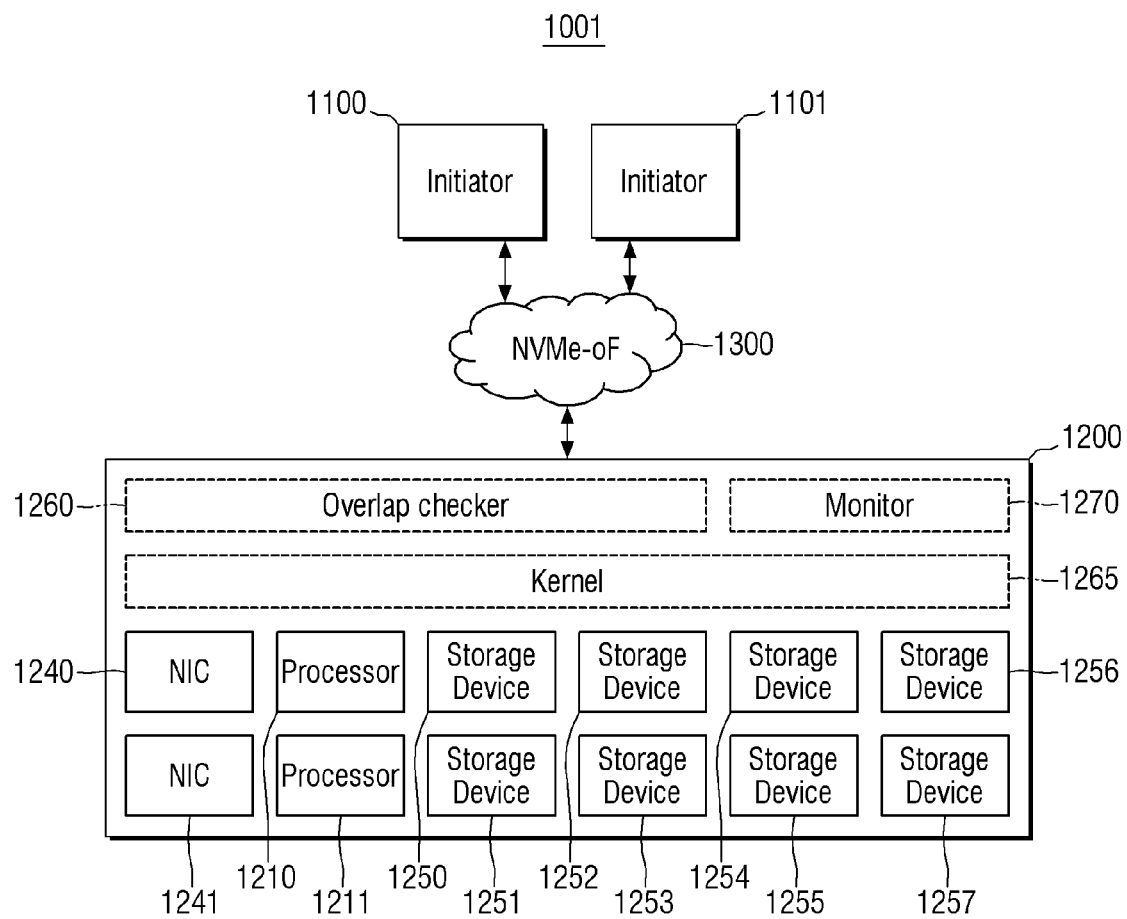 1001
1100
1101
Initiator
Initiator
NVMe-oF
1300
1200
1260
Overlap checker
Monitor
1270
Kernel
1265
1240
NIC
Processor
Storage
Device
Storage
Device
Storage
Device
Storage
Device
1256
NIC
Processor
Storage
Device
Storage
Device
Storage
Device
Storage
Device
1210
1250
1252
1254
1241
1211
1251
1253
1255
1257